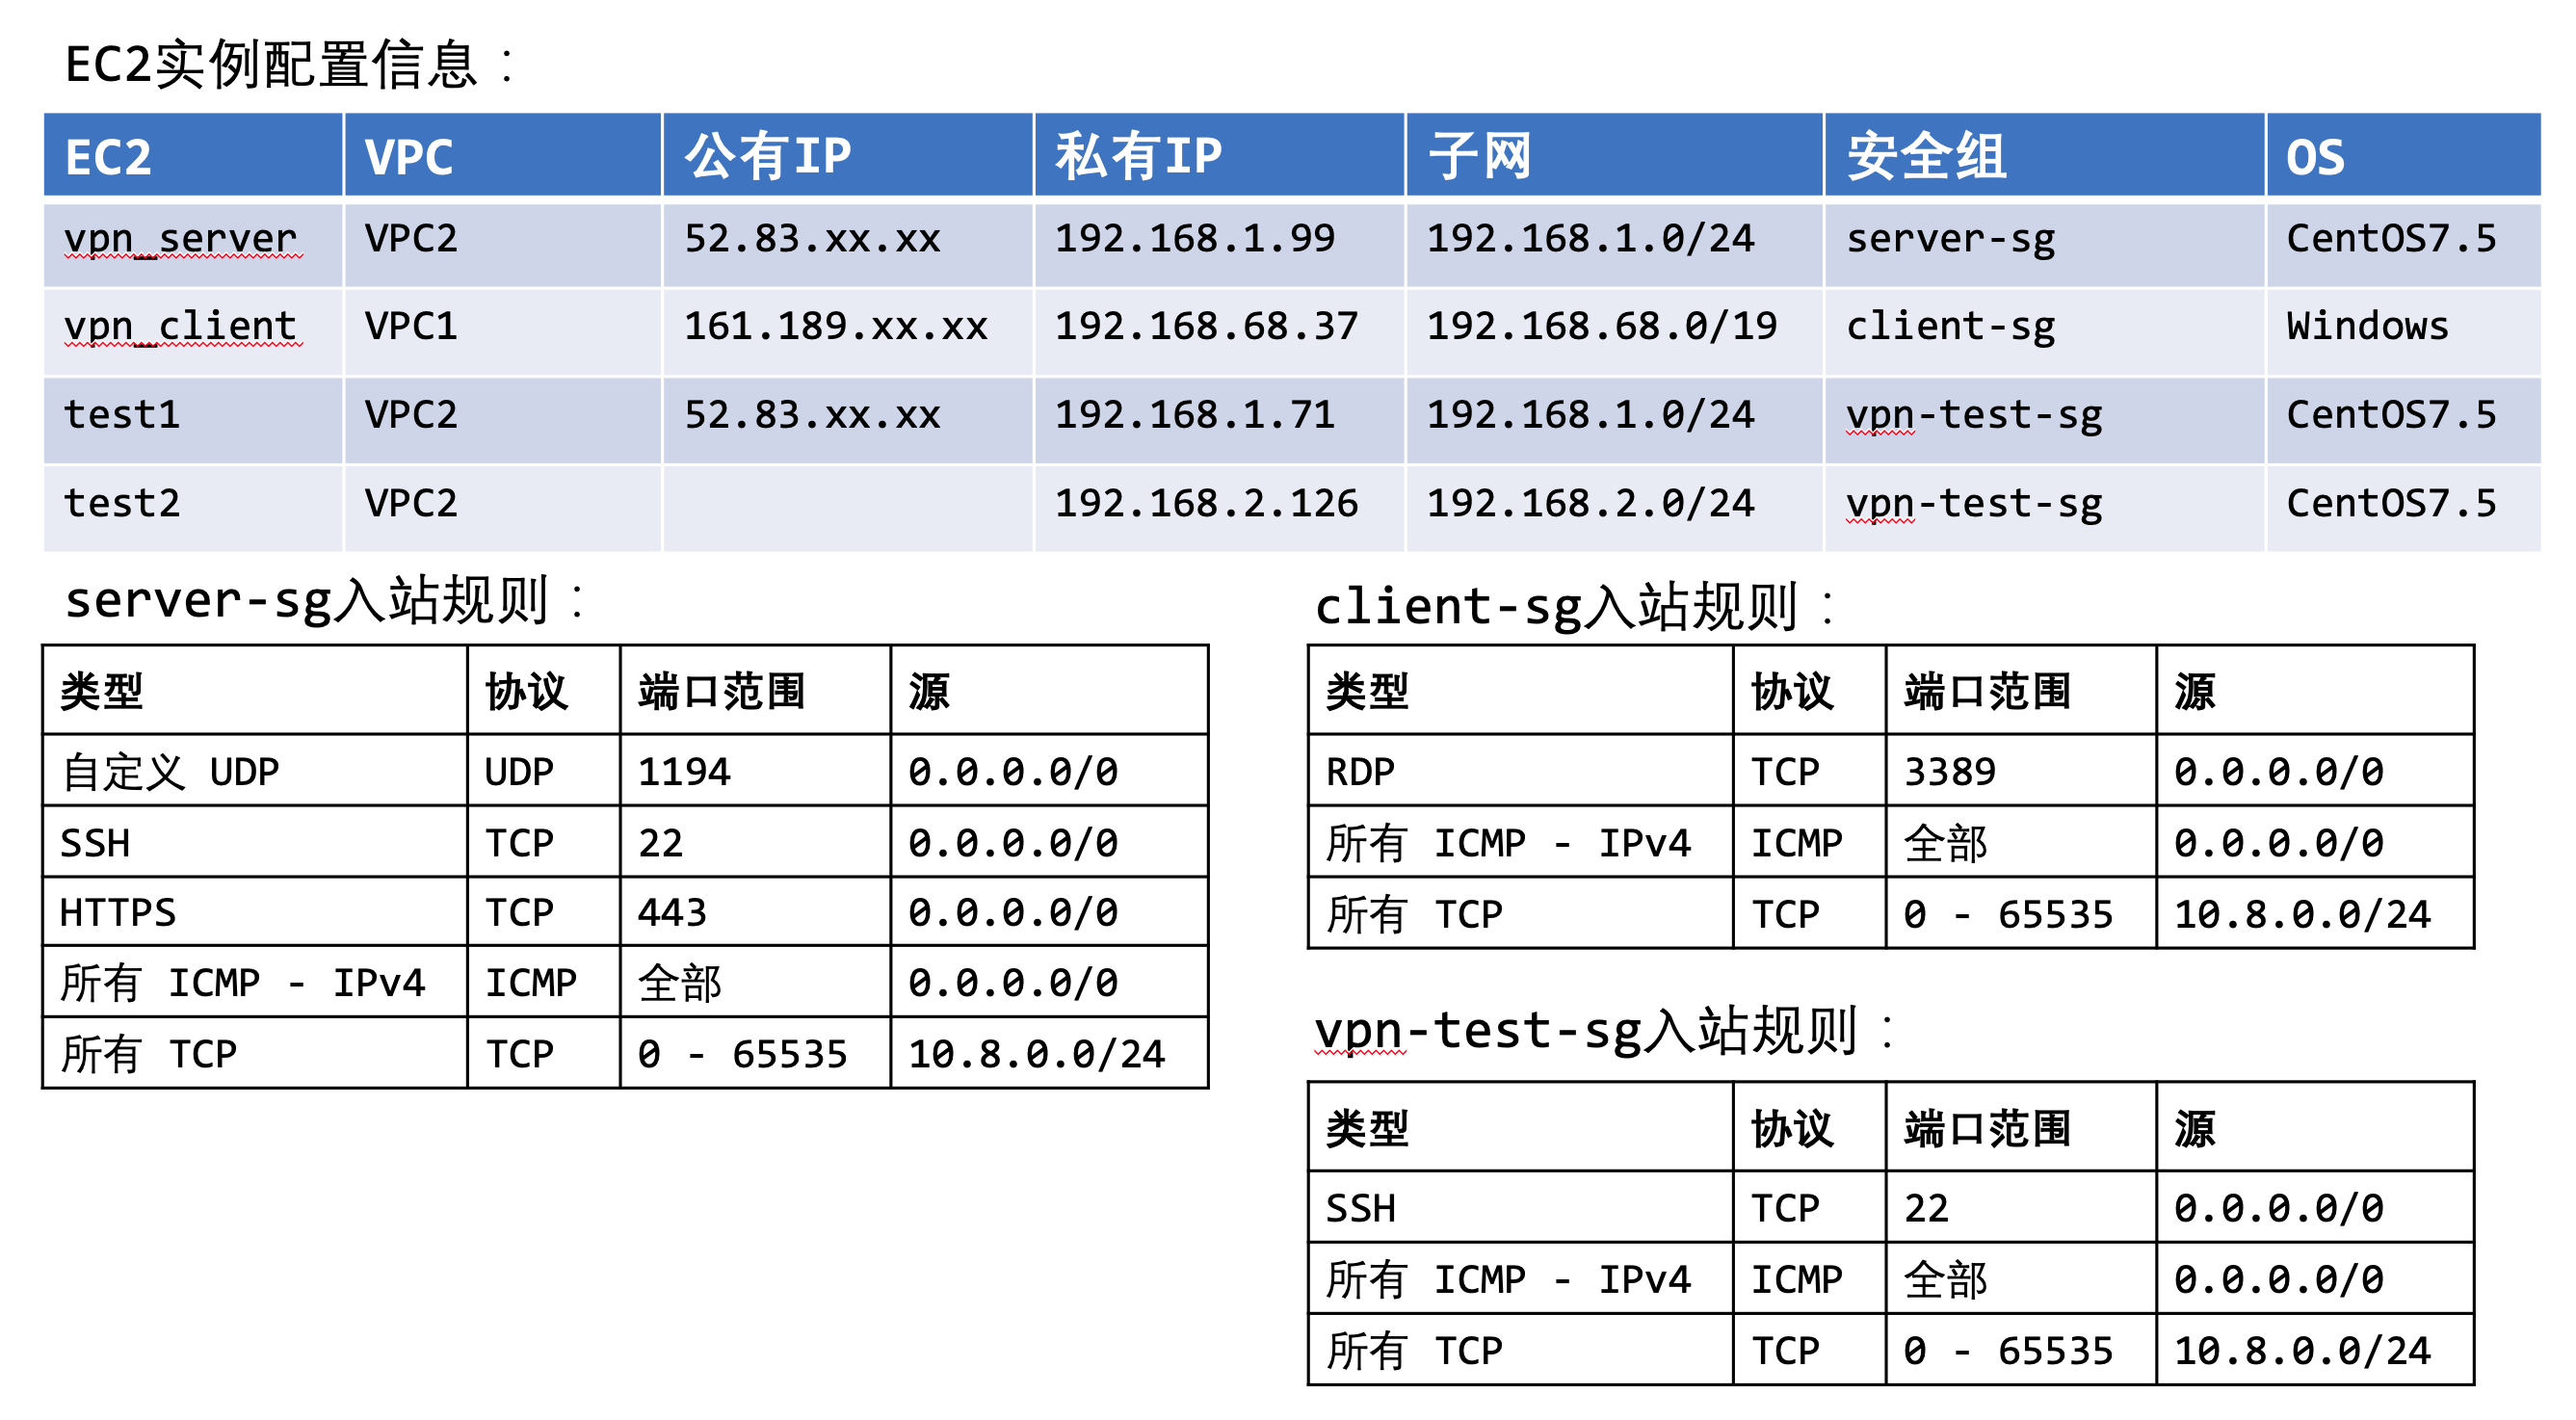 EC2实例配置信息：
EC2 VPC 公有IP 私有IP 子网 安全组 OS
vpn_server VPC2 52.83.xx.xx 192.168.1.99 192.168.1.0/24 server-sg CentOS7.5
vpn_client VPC1 161.189.xx.xx 192.168.68.37 192.168.68.0/19 client-sg Windows
test1 VPC2 52.83.xx.xx 192.168.1.71 192.168.1.0/24 vpn-test-sg CentOS7.5
test2 VPC2 192.168.2.126 192.168.2.0/24 vpn-test-sg CentOS7.5
server-sg入站规则：
类型 协议 端口范围 源
自定义 UDP UDP 1194 0.0.0.0/0
SSH TCP 22 0.0.0.0/0
HTTPS TCP 443 0.0.0.0/0
所有 ICMP - IPv4 ICMP 全部 0.0.0.0/0
所有 TCP TCP 0 - 65535 10.8.0.0/24
client-sg入站规则：
类型 协议 端口范围 源
RDP TCP 3389 0.0.0.0/0
所有 ICMP - IPv4 ICMP 全部 0.0.0.0/0
所有 TCP TCP 0 - 65535 10.8.0.0/24
vpn-test-sg入站规则：
类型 协议 端口范围 源
SSH TCP 22 0.0.0.0/0
所有 ICMP - IPv4 ICMP 全部 0.0.0.0/0
所有 TCP TCP 0 - 65535 10.8.0.0/24